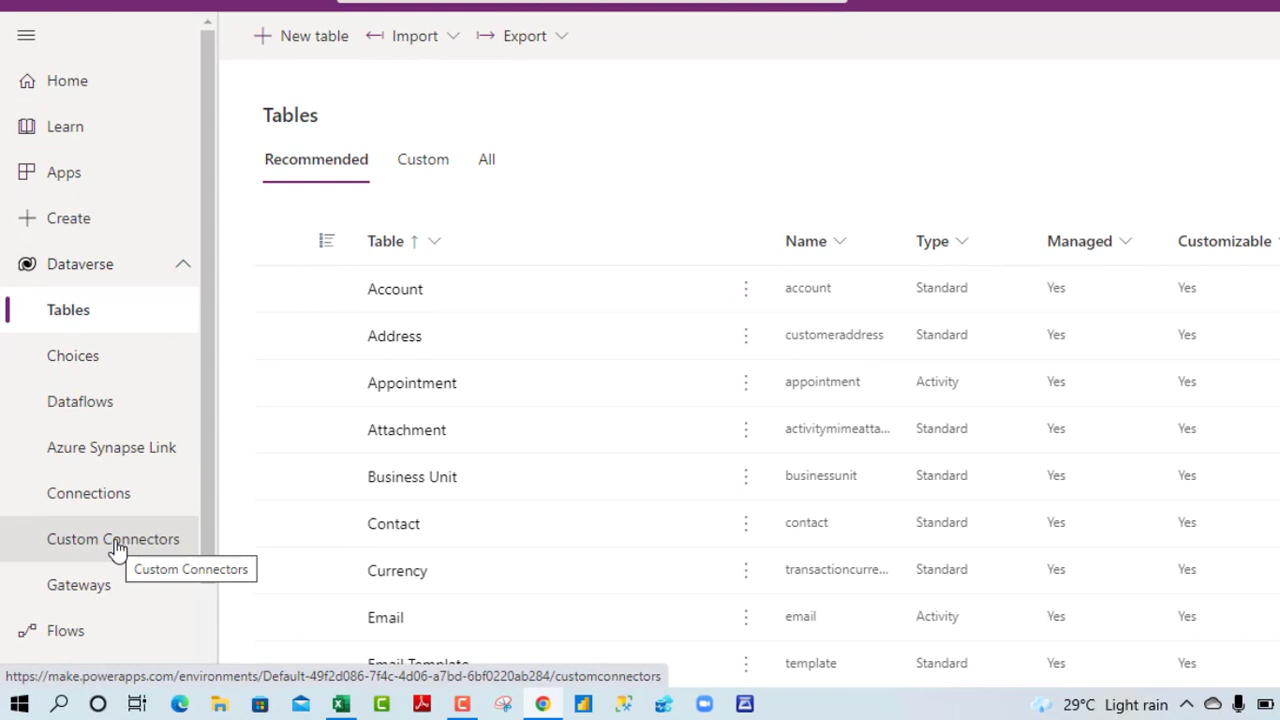 New table
Import
Export
Home
Learn
Apps
Create
Dataverse
Tables
Choices
Dataflows
Azure Synapse Link
Connections
Custom Connectors
Custom Connectors
Gateways
Flows
Tables
Recommended Custom All
Table Name Type Managed Customizable
Account account Standard Yes Yes
Address customeraddress Standard Yes Yes
Appointment appointment Activity Yes Yes
Attachment activitymimeatta... Standard Yes Yes
Business Unit businessunit Standard Yes Yes
Contact contact Standard Yes Yes
Currency transactioncurre... Standard Yes Yes
Email email Activity Yes Yes
Email Template template Standard Yes Yes
https://make.powerapps.com/environments/Default-49f2d086-7f4c-4d06-a7bd-6bf0220ab284/customconnectors
29°C Light rain